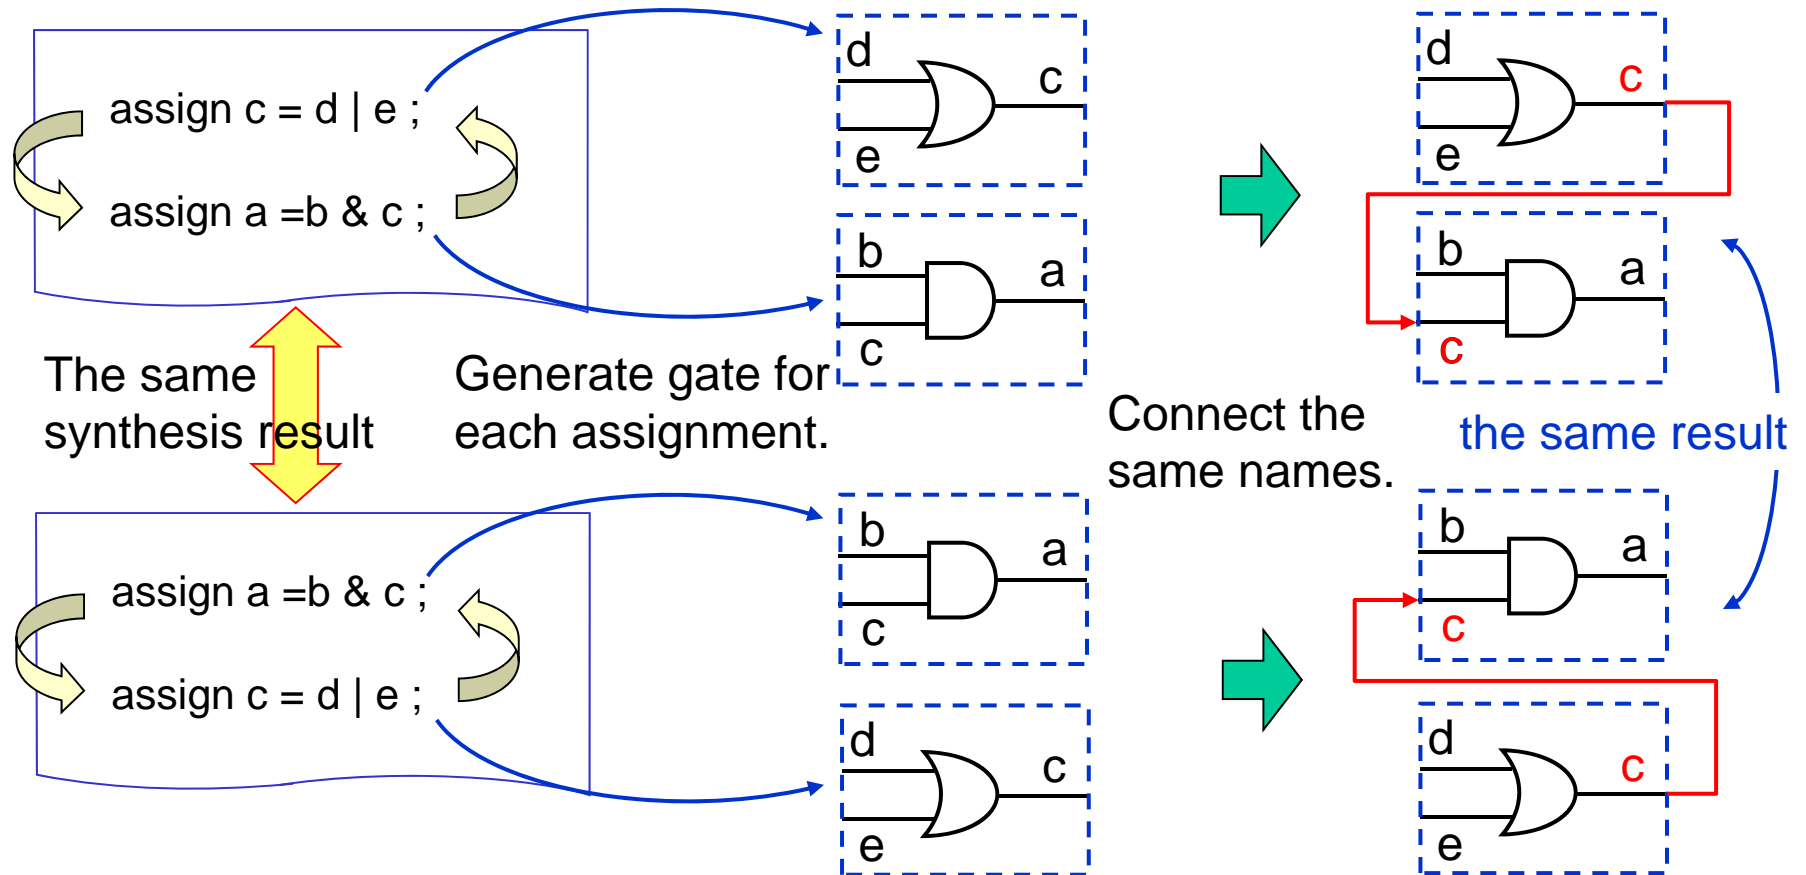 assign c = d | e ;
assign a =b & c ;
d
c
e
b
a
c
d
c
e
b
a
c
The same
synthesis result
Generate gate for
each assignment.
Connect the
same names.
the same result
assign a =b & c ;
assign c = d | e ;
b
a
c
d
c
e
b
a
c
d
c
e